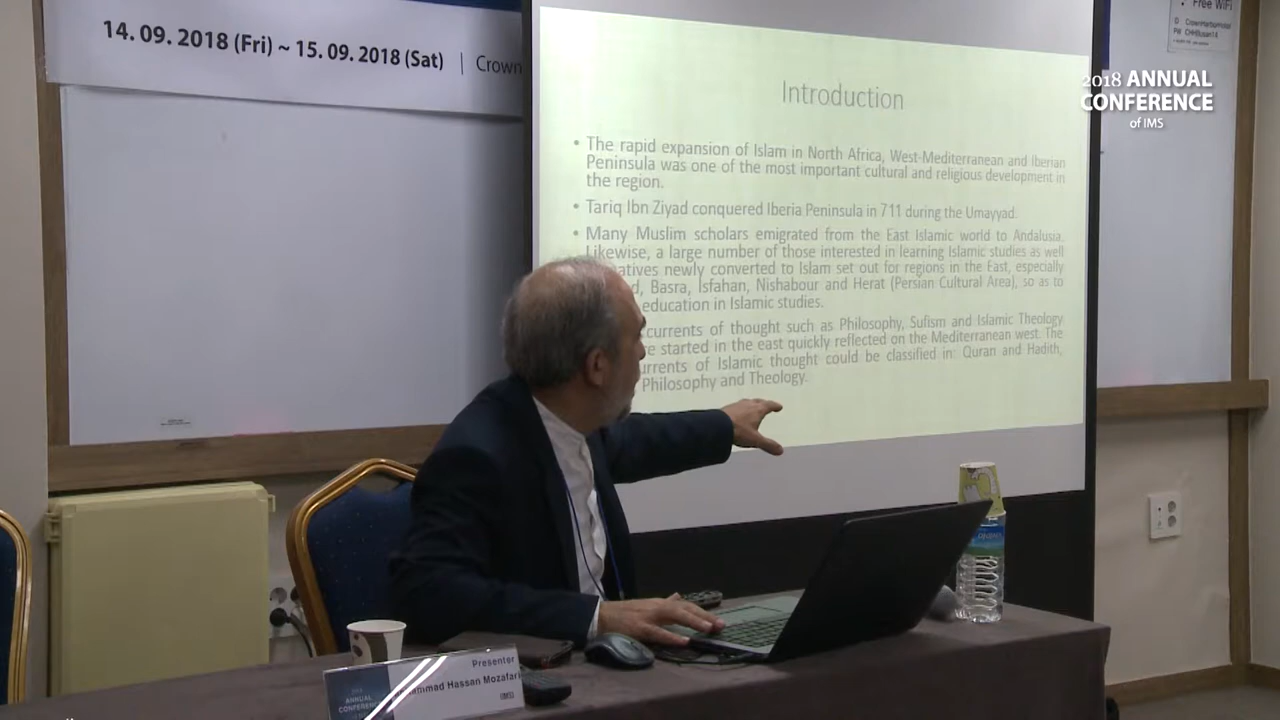 14. 09. 2018 (Fri) ~ 15. 09. 2018 (Sat) | Crown
Free WiFi
2018 ANNUAL
CONFERENCE
of IMS
Introduction
• The rapid expansion of Islam in North Africa, West-Mediterranean and Iberian
Peninsula was one of the most important cultural and religious development in
the region.
• Tariq Ibn Ziyad conquered Iberia Peninsula in 711 during the Umayyad.
• Many Muslim scholars emigrated from the East Islamic world to Andalusia.
Likewise, a large number of those interested in learning Islamic studies as well
atives newly converted to Islam set out for regions in the East, especially
d, Basra, Isfahan, Nishabour and Herat (Persian Cultural Area), so as to
education in Islamic studies.
currents of thought such as Philosophy, Sufism and Islamic Theology
re started in the east quickly reflected on the Mediterranean west. The
urrents of Islamic thought could be classified in: Quran and Hadith,
Philosophy and Theology.
Presenter
ammad Hassan Mozafari
ANNUAL
CONFERENCE